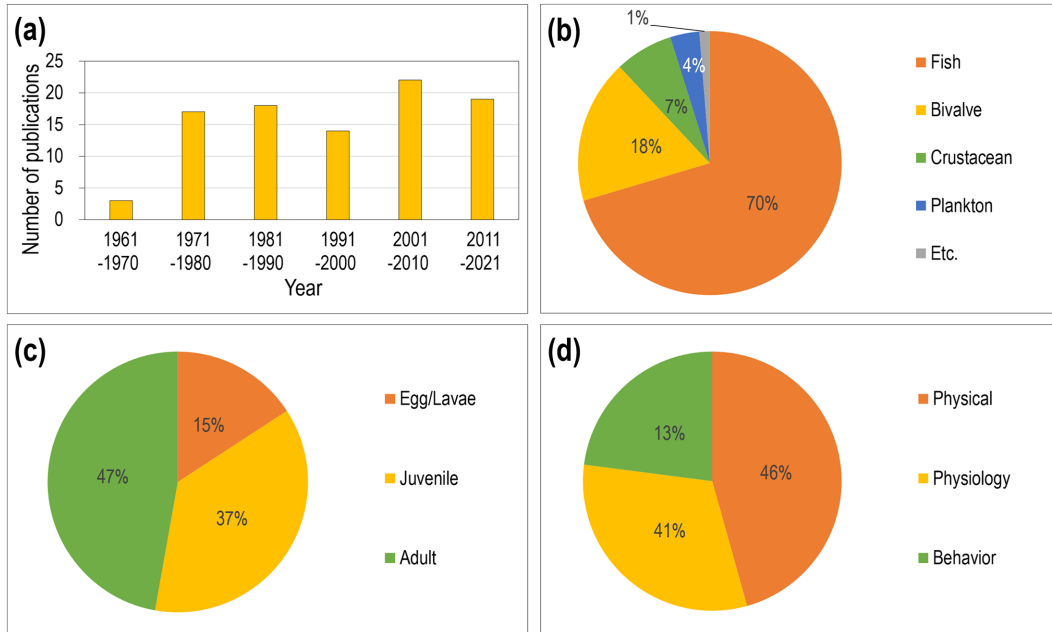 (a)
Number of publications
25
20
15
10
5
0
1961
-1970
1971
-1980
1981
-1990
1991
-2000
2001
-2010
2011
-2021
Year
(b)
1%
4%
7%
18%
70%
Fish
Bivalve
Crustacean
Plankton
Etc.
(c)
15%
47%
37%
Egg/Lavae
Juvenile
Adult
(d)
13%
46%
41%
Physical
Physiology
Behavior